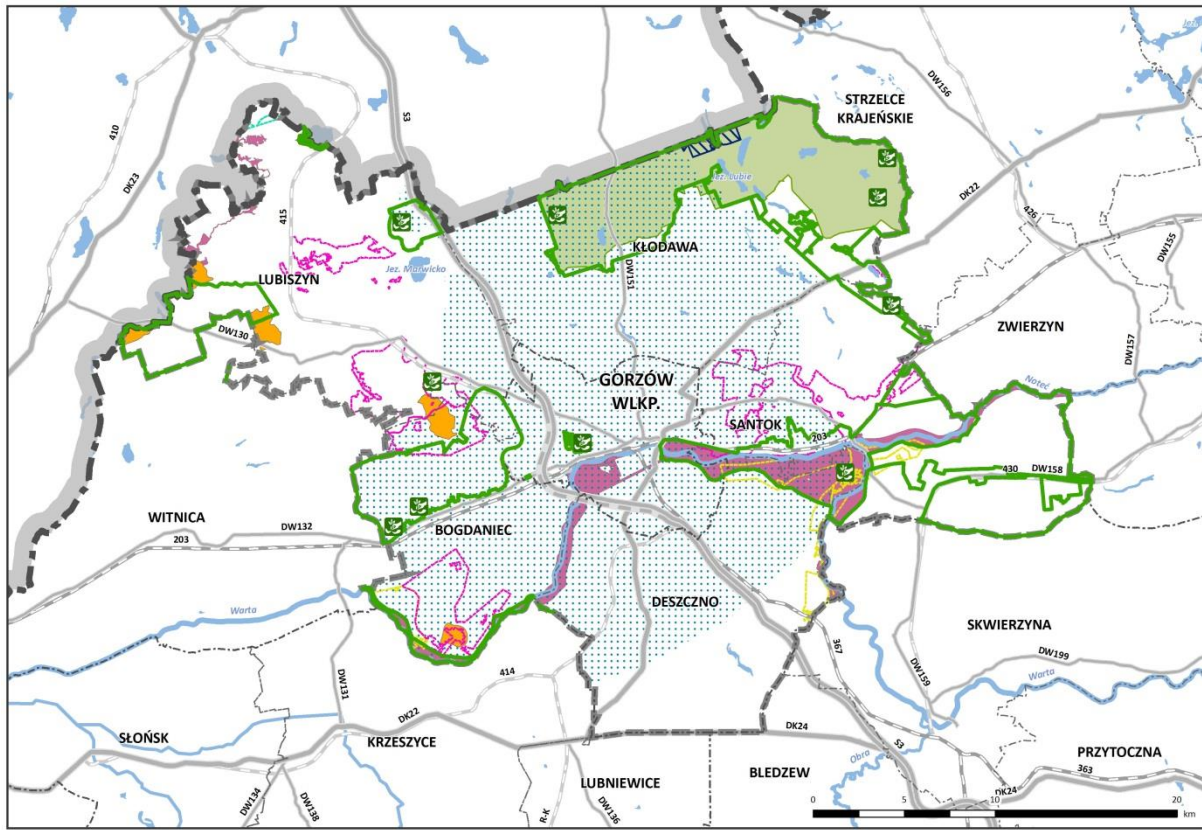 Jez.
DW156
STRZELCE
KRAJEŃSKIE
410
S3
DK23
Jez. Lubie
DK22
415
426
KŁODAWA
DW155
LUBISZYN
Jez. Marwicko
DW151
ZWIERZYN
DW130
DW157
GORZÓW
WLKP.
Noteć
SANTOK
203
430
DW158
WITNICA
DW132
203
BOGDANIEC
Warta
DESZCZNO
SKWIERZYNA
367
DW199
DW131
414
DW159
Warta
DK22
SŁOŃSK
KRZESZYCE
DK24
S3
Obra
BLEDZEW
PRZYTOCZNA
LUBNIEWICE
363
DK24
DW134
DW138
R-K
DW136
0 5 10 20
km